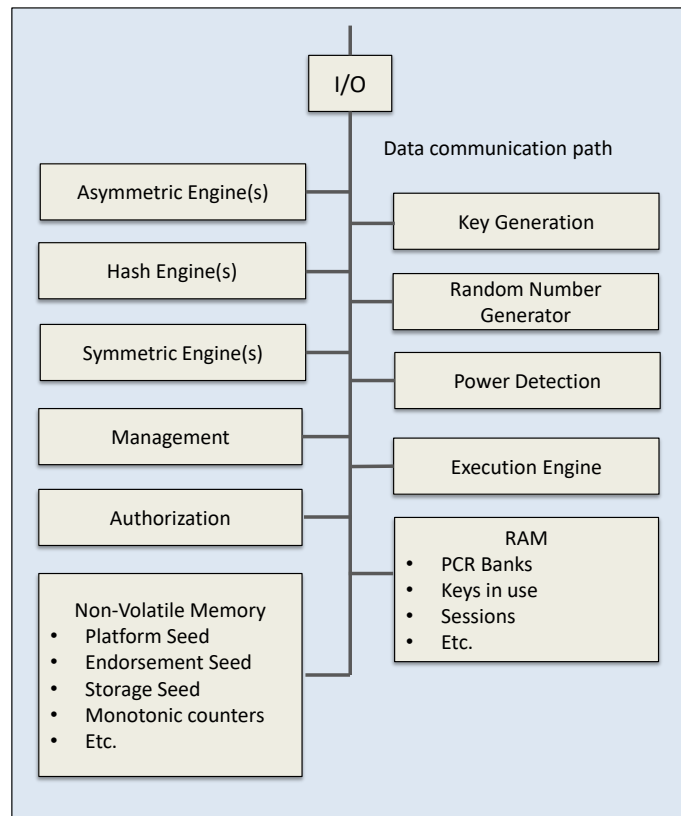 I/O
Data communication path
Asymmetric Engine(s)
Hash Engine(s)
Symmetric Engine(s)
Management
Authorization
Non-Volatile Memory
• Platform Seed
• Endorsement Seed
• Storage Seed
• Monotonic counters
• Etc.
Key Generation
Random Number
Generator
Power Detection
Execution Engine
RAM
• PCR Banks
• Keys in use
• Sessions
• Etc.